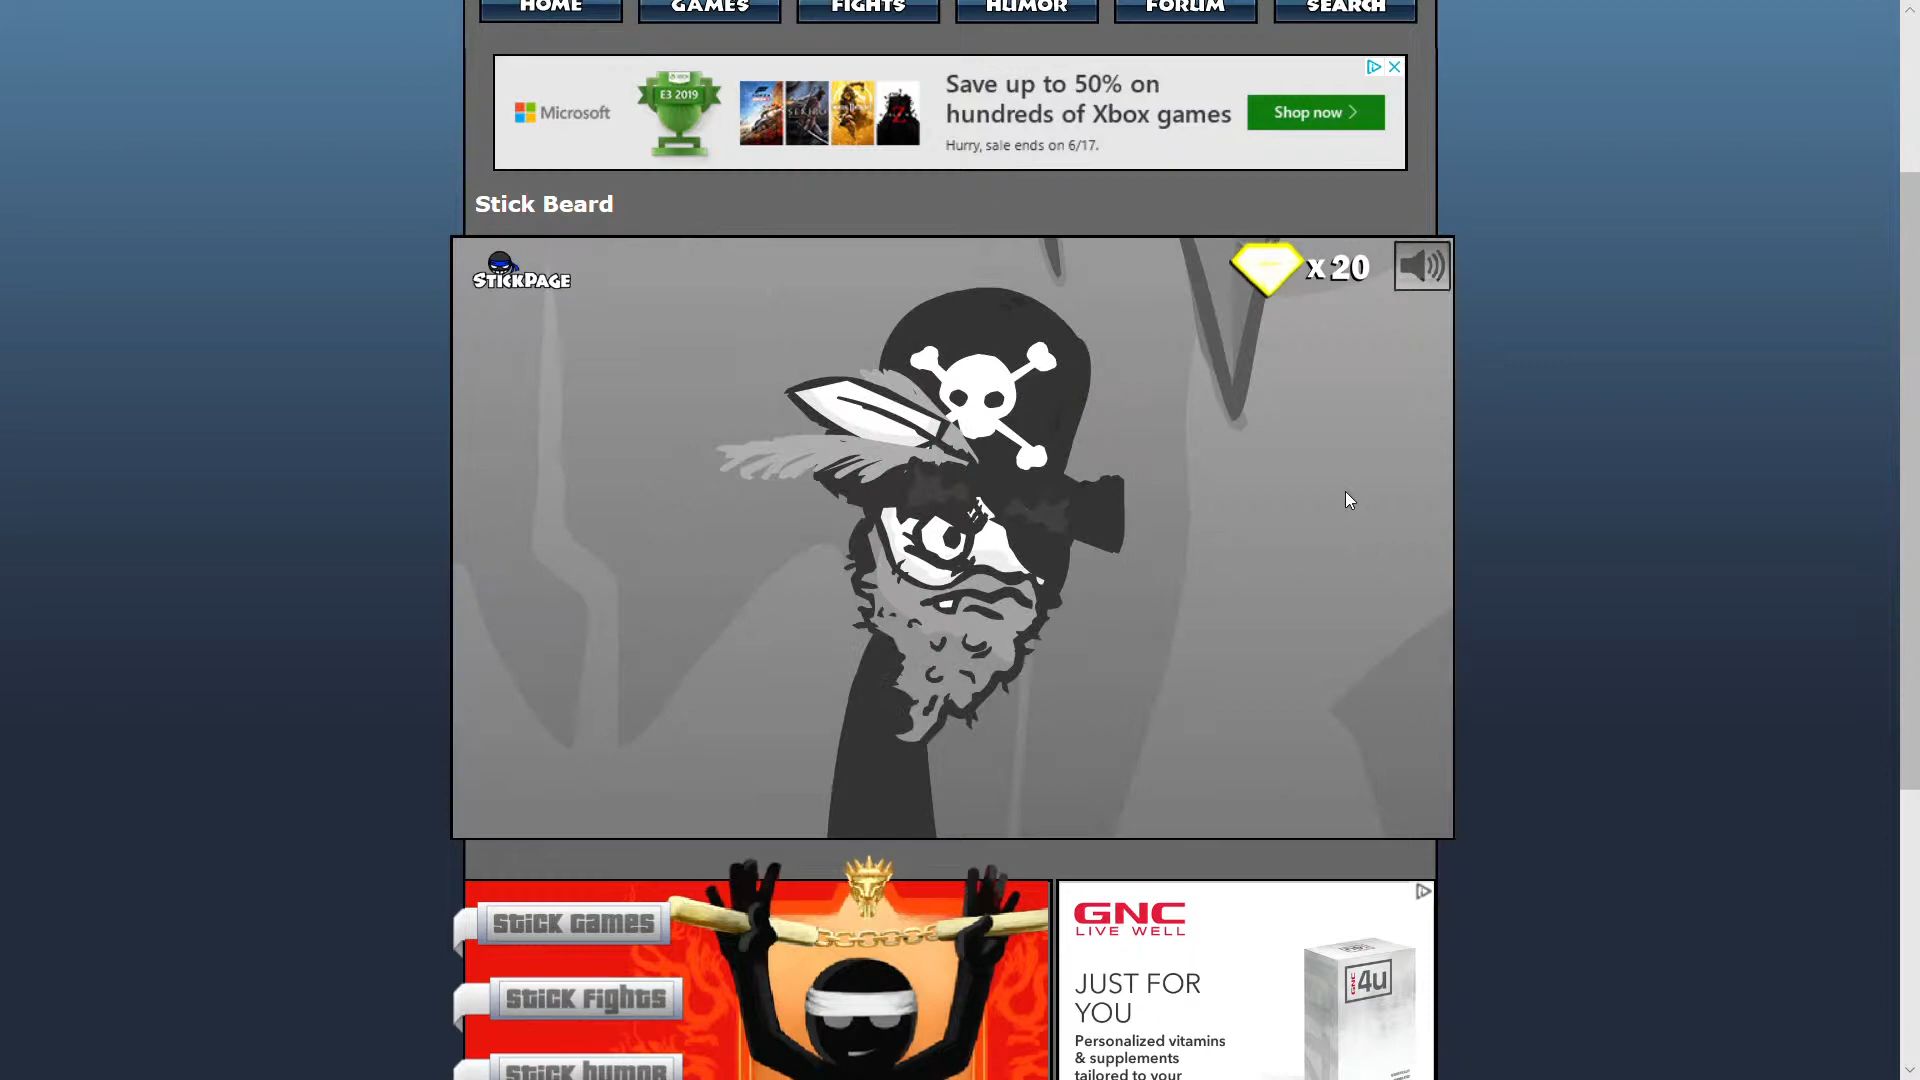 HOME GAMES FIGHTS HUMOR FORUM SEARCH
Microsoft
XBOX
E3 2019
Save up to 50% on
hundreds of Xbox games
Hurry, sale ends on 6/17.
Shop now >
Stick Beard
STICKPAGE
x 20
STICK GAMES
STICK FIGHTS
STICK HUMOR
GNC
LIVE WELL
JUST FOR
YOU
Personalized vitamins
& supplements
tailored to your
GNC
4u